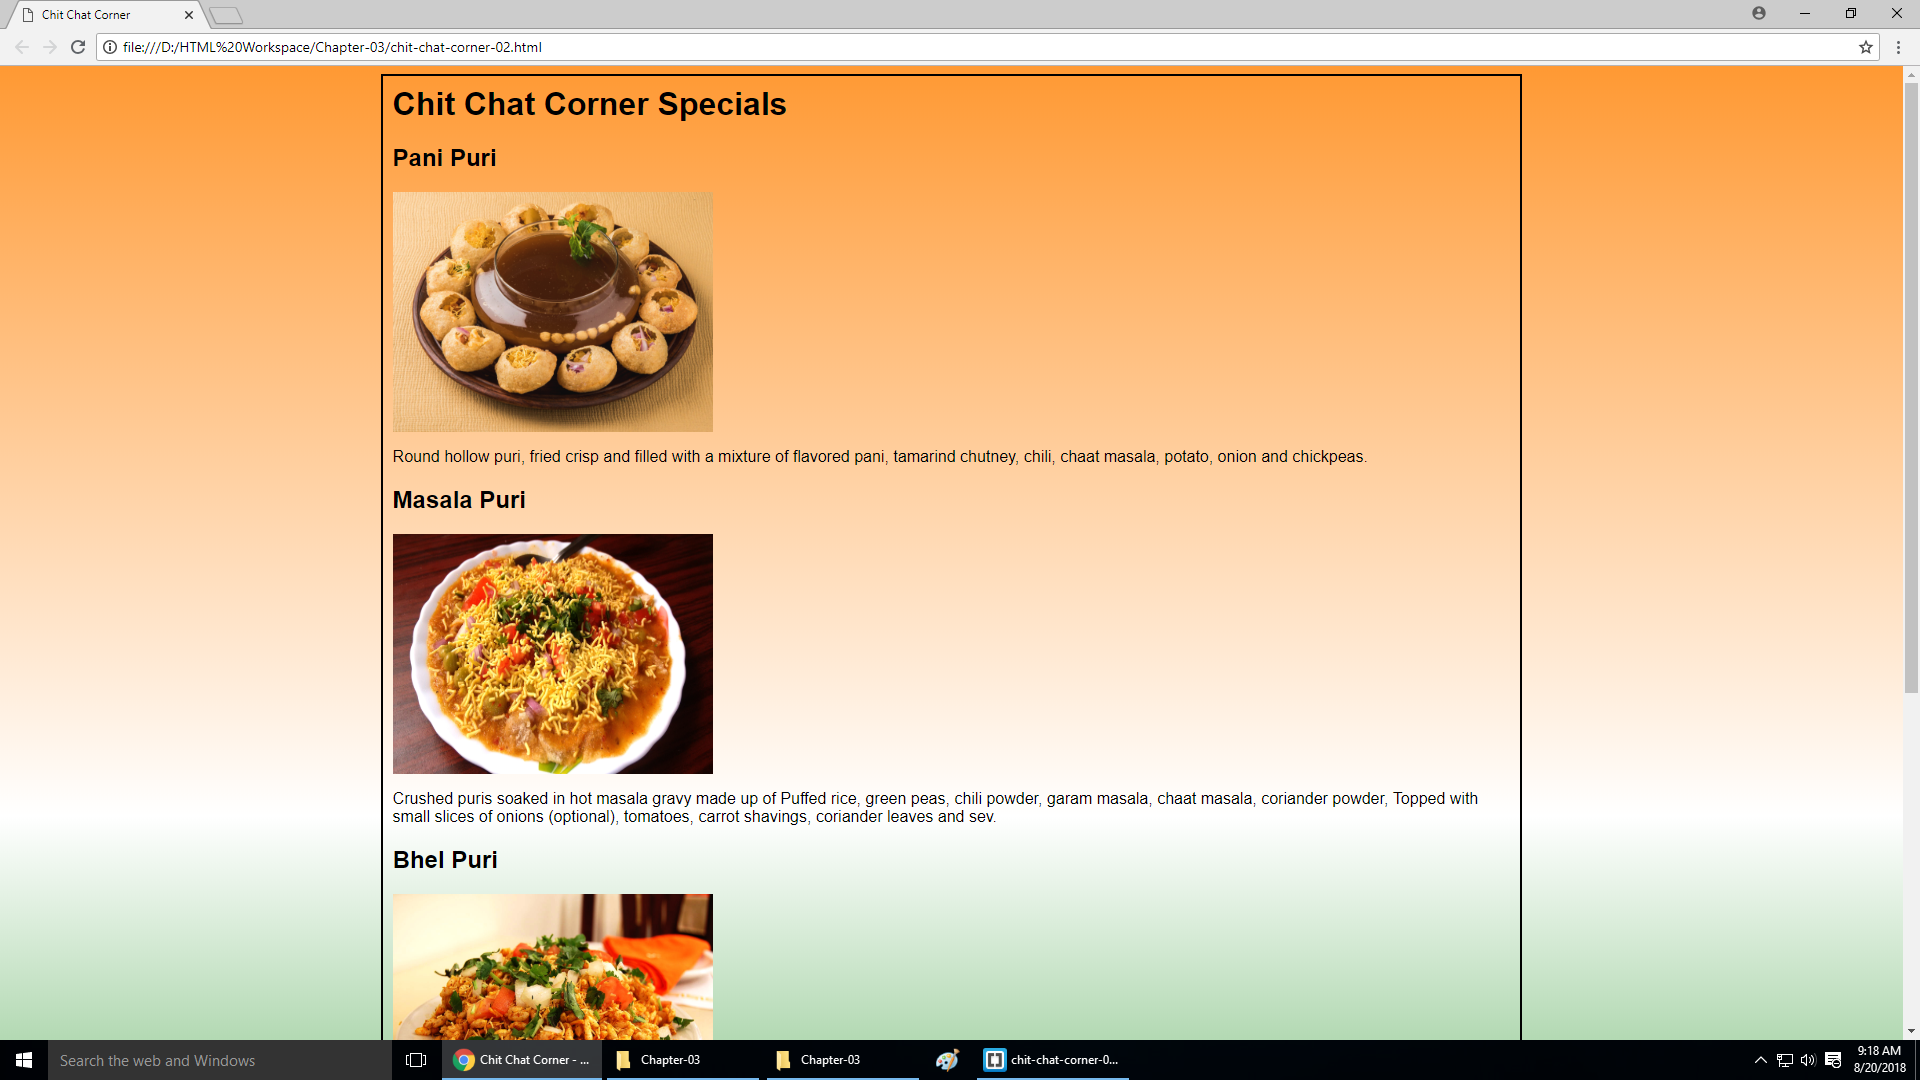 Chit Chat Corner
file:///D:/HTML%20Workspace/Chapter-03/chit-chat-corner-02.html
Chit Chat Corner Specials
Pani Puri
Round hollow puri, fried crisp and filled with a mixture of flavored pani, tamarind chutney, chili, chaat masala, potato, onion and chickpeas.
Masala Puri
Crushed puris soaked in hot masala gravy made up of Puffed rice, green peas, chili powder, garam masala, chaat masala, coriander powder, Topped with
small slices of onions (optional), tomatoes, carrot shavings, coriander leaves and sev.
Bhel Puri
Search the web and Windows
Chit Chat Corner - ...
Chapter-03
Chapter-03
chit-chat-corner-0...
9:18 AM
8/20/2018